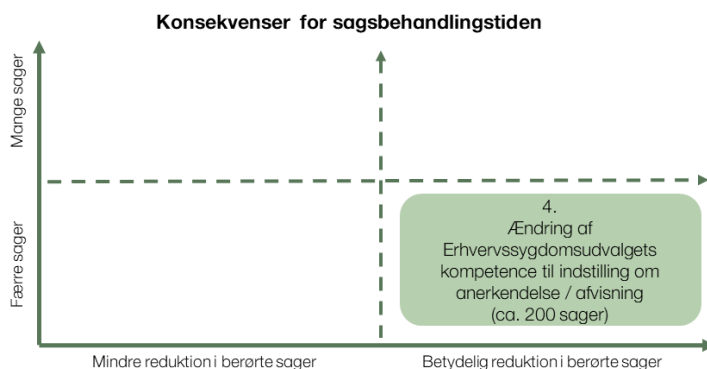 Konsekvenser for sagsbehandlingstiden
Mange sager
Færre sager
4.
Ændring af
Erhvervssygdomsudvalgets
kompetence til indstilling om
anerkendelse / afvisning
(ca. 200 sager)
Mindre reduktion i berørte sager
Betydelig reduktion i berørte sager